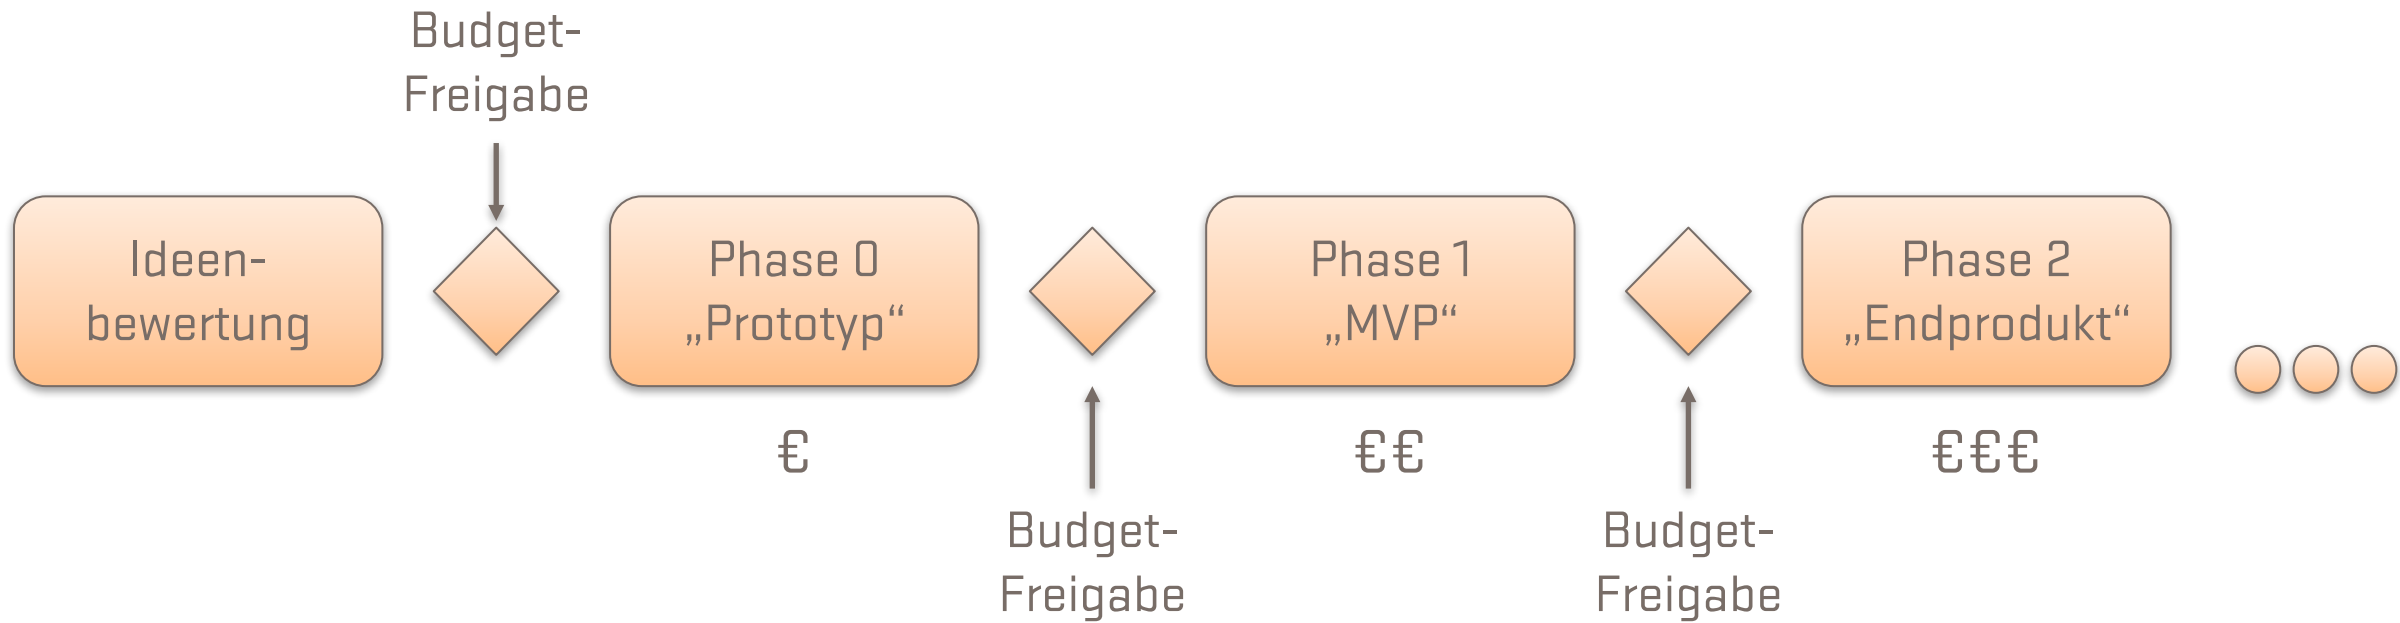 Budget-
Freigabe
Ideen-
bewertung
Phase 0
„Prototyp“
Phase 1
„MVP“
Phase 2
„Endprodukt“
€
€€
€€€
Budget-
Freigabe
Budget-
Freigabe